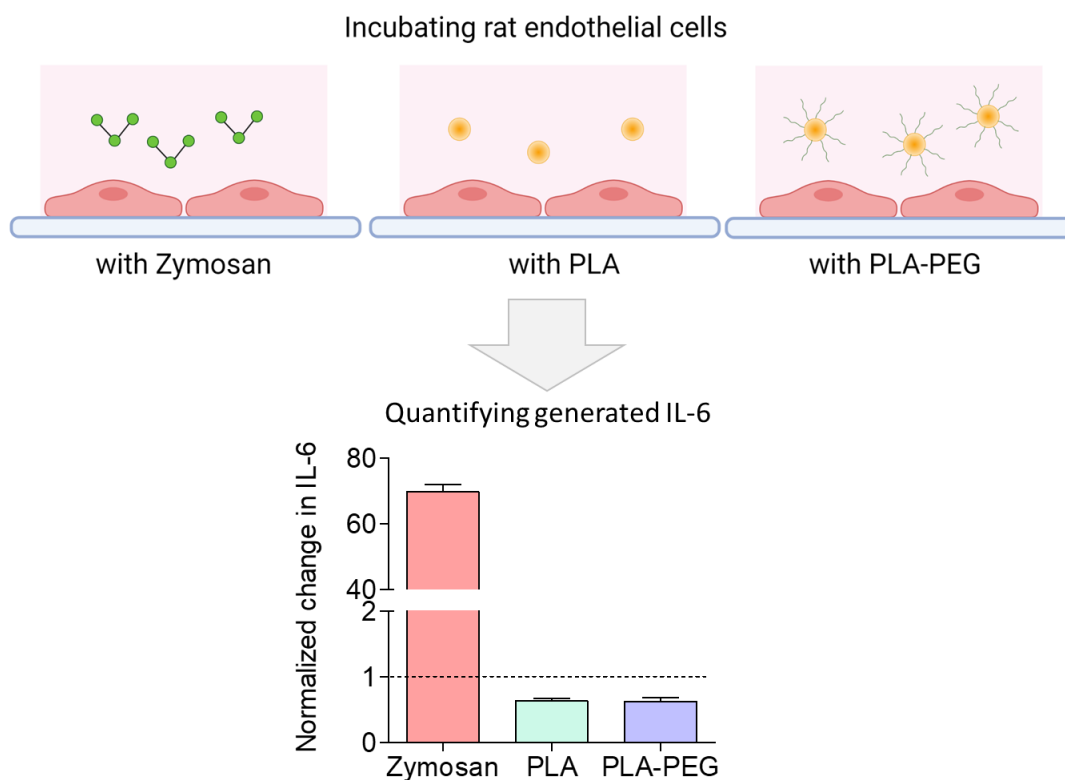 Incubating rat endothelial cells
with Zymosan
with PLA
with PLA-PEG
Quantifying generated IL-6
Normalized change in IL-6
80
60
40
2
1
0
Zymosan
PLA
PLA-PEG